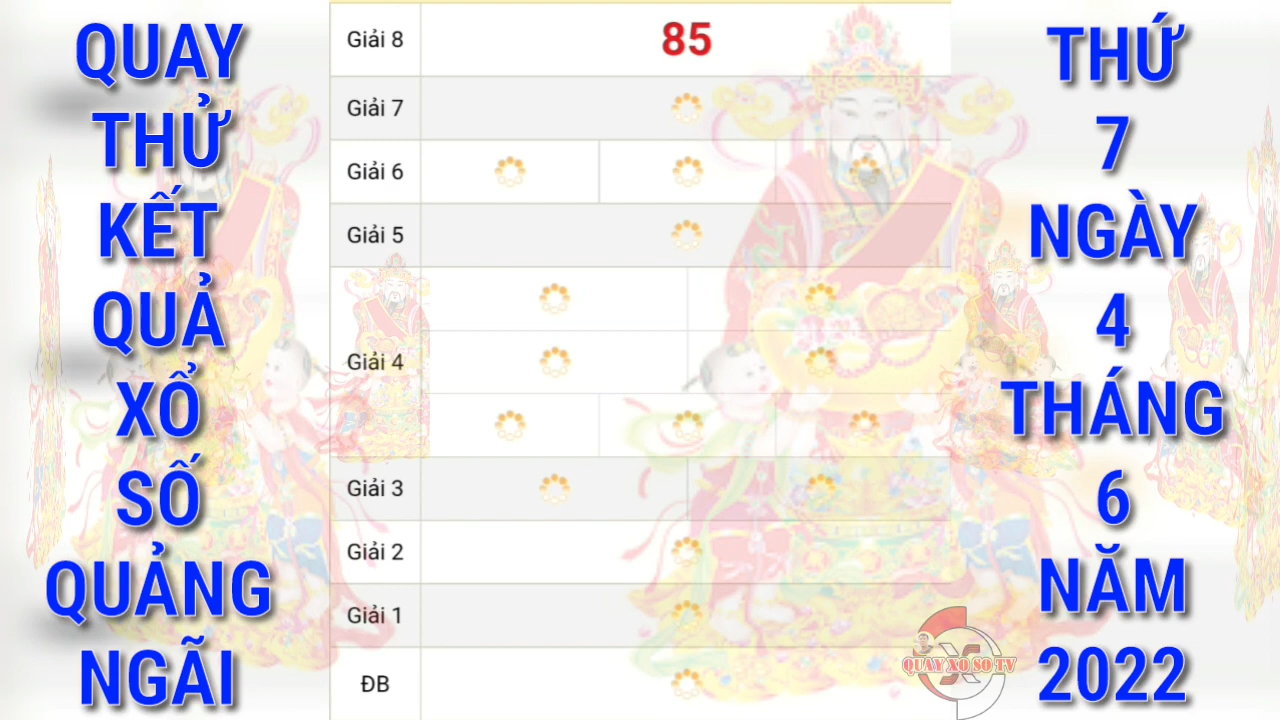 QUAY
THỬ
KẾT
QUẢ
XỔ
SỐ
QUẢNG
NGÃI
Giải 8
85
Giải 7
Giải 6
Giải 5
Giải 4
Giải 3
Giải 2
Giải 1
ĐB
THỨ
7
NGÀY
4
THÁNG
6
NĂM
2022
QUAY XO SO TV